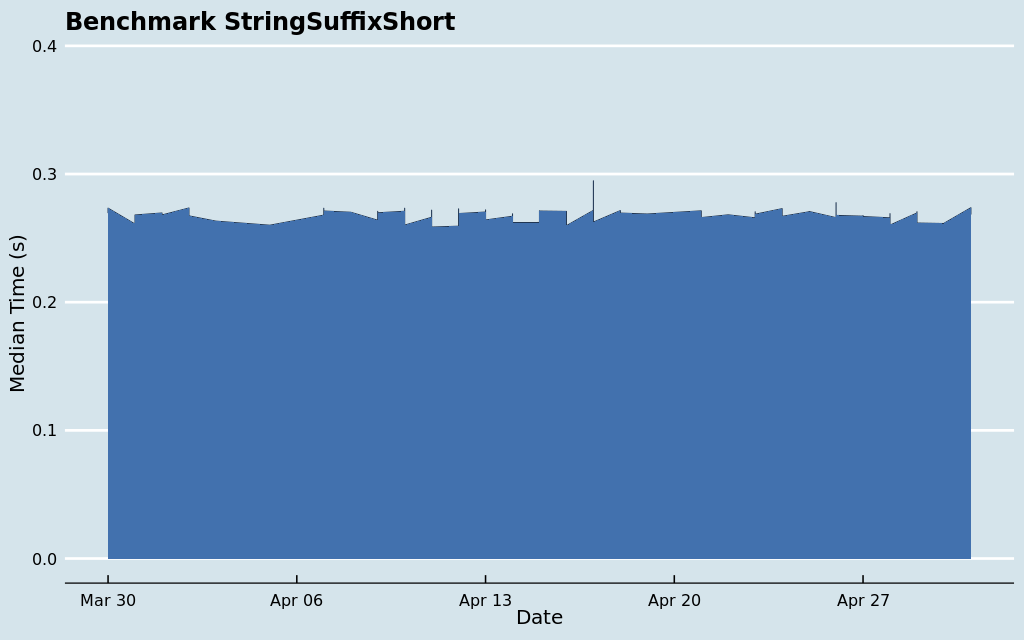 Benchmark StringSuffixShort
0.4
0.3
0.2
0.1
0.0
Median Time (s)
Mar 30
Apr 06
Apr 13
Apr 20
Apr 27
Date